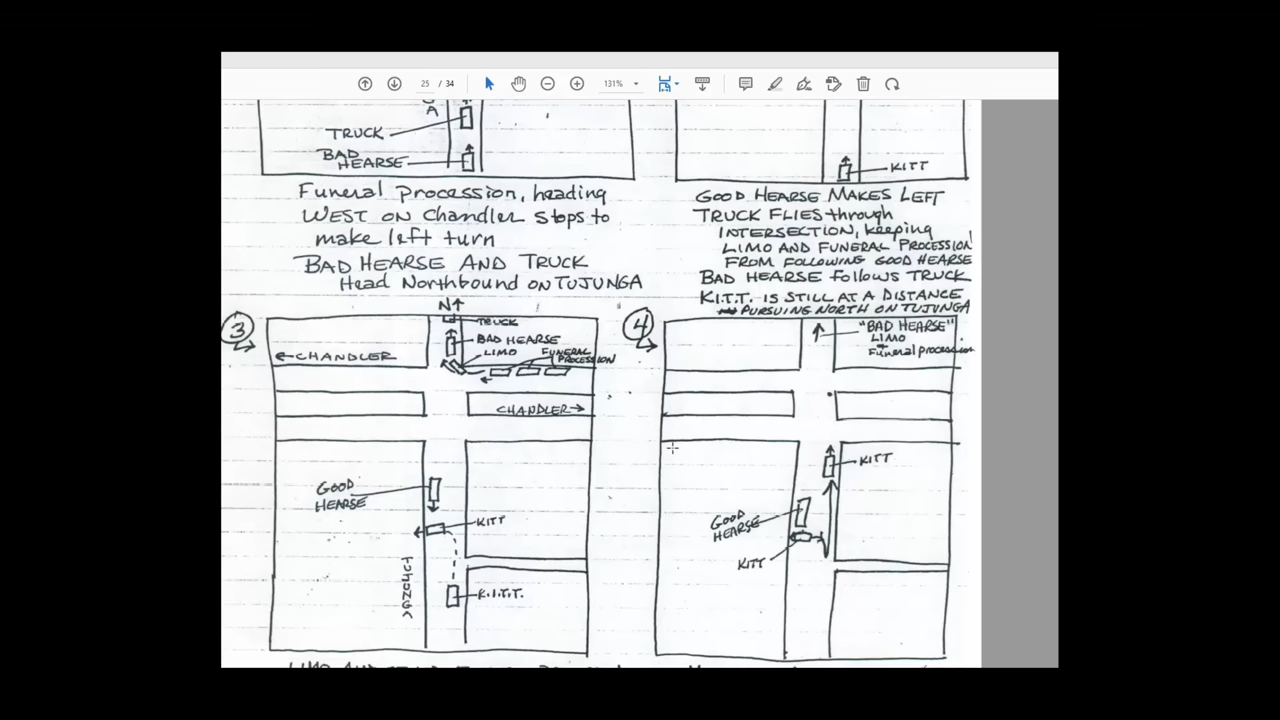 25 / 34
131%
U
A
TRUCK
BAD
HEARSE
Funeral procession, heading
WEST ON Chandler stops to
make left turn
BAD HEARSE AND TRUCK
Head Northbound ON TUJUNGA
KITT
GOOD HEARSE MAKES LEFT
TRUCK FLIES through
INTERSECTION, keeping
LIMO AND FUNERAL PROCESSION
FROM FOLLOWING GOOD HEARSE
BAD HEARSE follows TRUCK
K.I.T.T. IS STILL AT A DISTANCE
PURSUING NORTH ON TUJUNGA
3
N↑
TRUCK
BAD HEARSE
LIMO
FUNERAL
PROCESSION
←CHANDLER
CHANDLER→
GOOD
HEARSE
KITT
TUJUNGA
K.I.T.T.
4
"BAD HEARSE"
LIMO
Funeral procession
KITT
GOOD
HEARSE
KITT